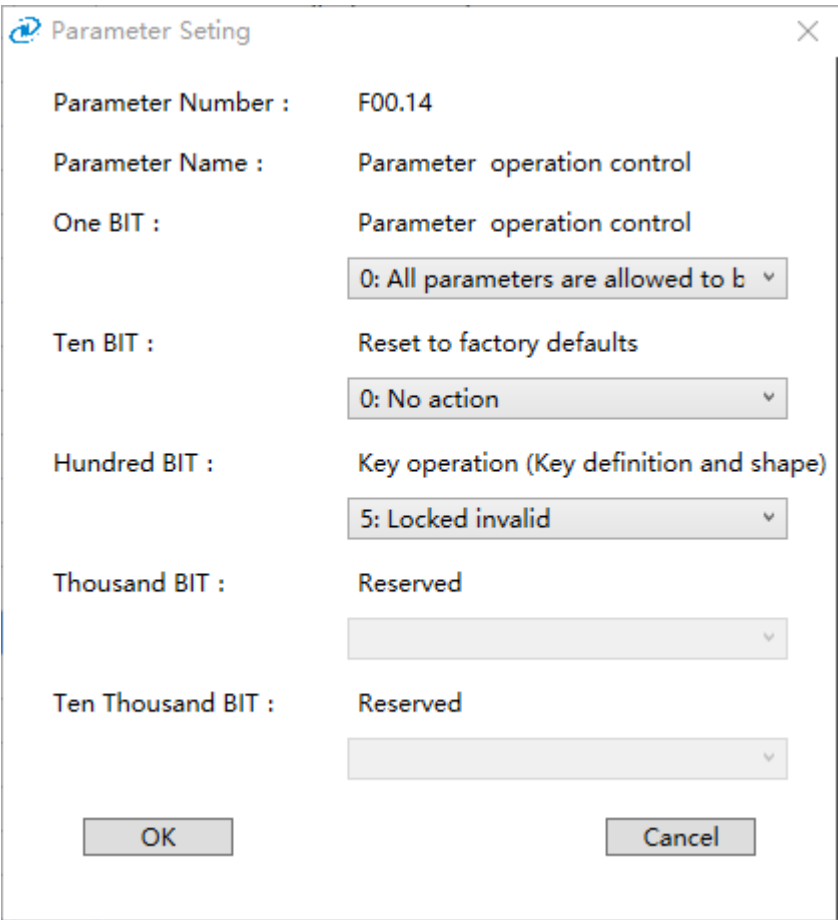 Parameter Seting
Parameter Number : F00.14
Parameter Name : Parameter operation control
One BIT : Parameter operation control
0: All parameters are allowed to b
Ten BIT : Reset to factory defaults
0: No action
Hundred BIT : Key operation (Key definition and shape)
5: Locked invalid
Thousand BIT : Reserved
Ten Thousand BIT : Reserved
OK Cancel